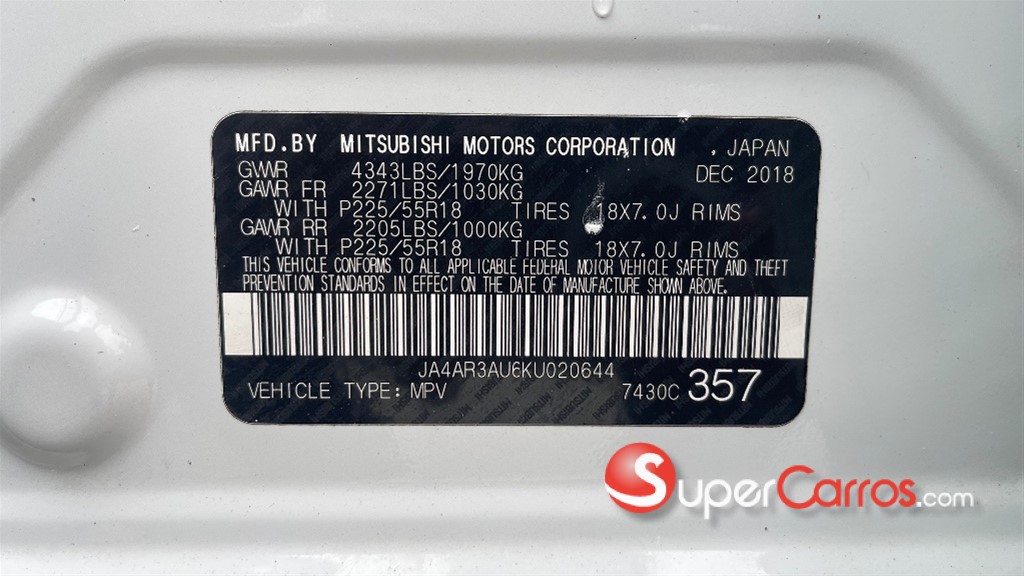 MFD.BY MITSUBISHI MOTORS CORPORATION , JAPAN
GVWR 4343LBS/1970KG DEC 2018
GAWR FR 2271LBS/1030KG
WITH P225/55R18 TIRES 18X7.0J RIMS
GAWR RR 2205LBS/1000KG
WITH P225/55R18 TIRES 18X7.0J RIMS
THIS VEHICLE CONFORMS TO ALL APPLICABLE FEDERAL MOTOR VEHICLE SAFETY AND THEFT
PREVENTION STANDARDS IN EFFECT ON THE DATE OF MANUFACTURE SHOWN ABOVE.
JA4AR3AU6KU020644
VEHICLE TYPE:MPV 7430C 357
SuperCarros.com